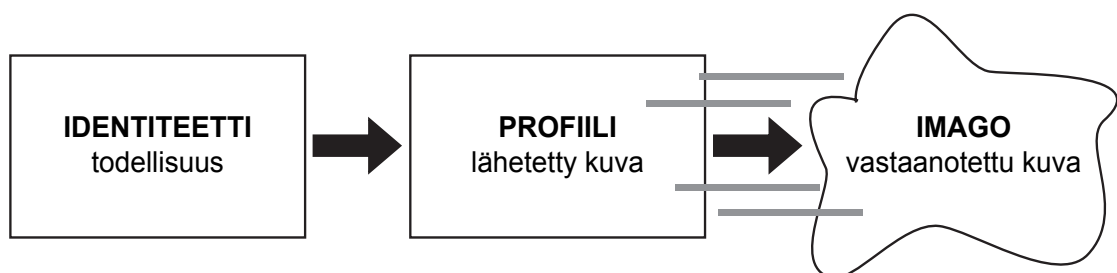 IDENTITEETTI
todellisuus
PROFIILI
lähetetty kuva
IMAGO
vastaanotettu kuva